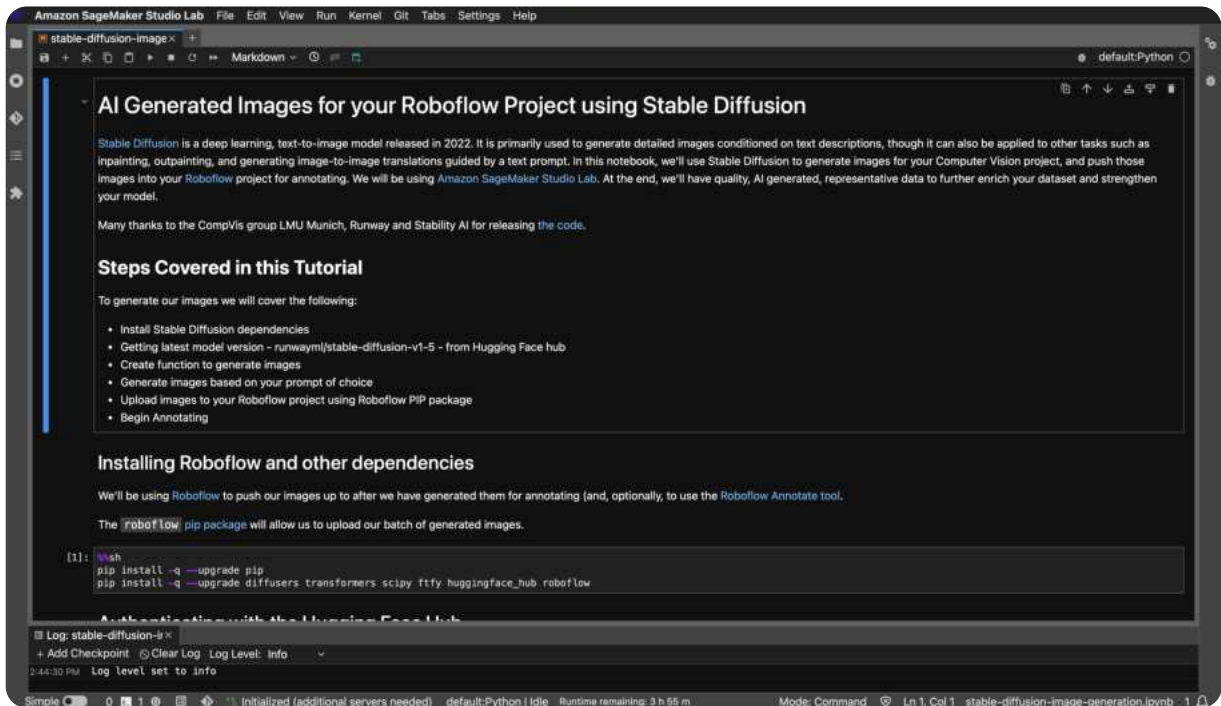 Amazon SageMaker Studio Lab File Edit View Run Kernel Git Tabs Settings Help
stable-diffusion-image × +
Markdown
default:Python
AI Generated Images for your Roboflow Project using Stable Diffusion
Stable Diffusion is a deep learning, text-to-image model released in 2022. It is primarily used to generate detailed images conditioned on text descriptions, though it can also be applied to other tasks such as
inpainting, outpainting, and generating image-to-image translations guided by a text prompt. In this notebook, we'll use Stable Diffusion to generate images for your Computer Vision project, and push those
images into your Roboflow project for annotating. We will be using Amazon SageMaker Studio Lab. At the end, we'll have quality, AI generated, representative data to further enrich your dataset and strengthen
your model.
Many thanks to the CompVis group LMU Munich, Runway and Stability AI for releasing the code.
Steps Covered in this Tutorial
To generate our images we will cover the following:
• Install Stable Diffusion dependencies
• Getting latest model version - runwayml/stable-diffusion-v1-5 - from Hugging Face hub
• Create function to generate images
• Generate images based on your prompt of choice
• Upload images to your Roboflow project using Roboflow PIP package
• Begin Annotating
Installing Roboflow and other dependencies
We'll be using Roboflow to push our images up to after we have generated them for annotating (and, optionally, to use the Roboflow Annotate tool.
The roboflow pip package will allow us to upload our batch of generated images.
[1]: %%sh
pip install -q --upgrade pip
pip install -q --upgrade diffusers transformers scipy ftfy huggingface_hub roboflow
Authenticating with the Hugging Face Hub
Log: stable-diffusion-ir ×
+ Add Checkpoint Clear Log Log Level: Info
2:44:30 PM Log level set to info
Simple 0 1 Initialized (additional servers needed) default:Python | Idle Runtime remaining: 3 h 55 m Mode: Command Ln 1, Col 1 stable-diffusion-image-generation.ipynb 1